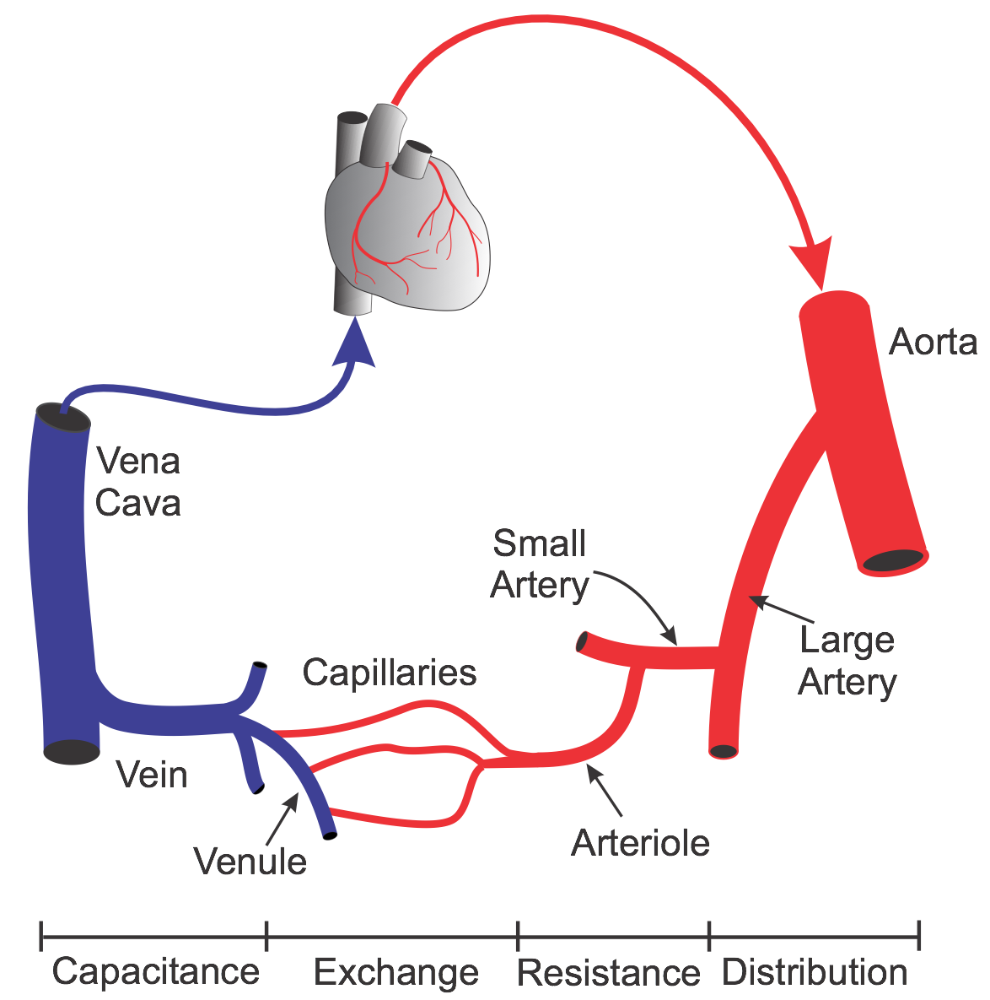 Aorta
Vena
Cava
Small
Artery
Large
Artery
Capillaries
Vein
Venule
Arteriole
Capacitance
Exchange
Resistance
Distribution